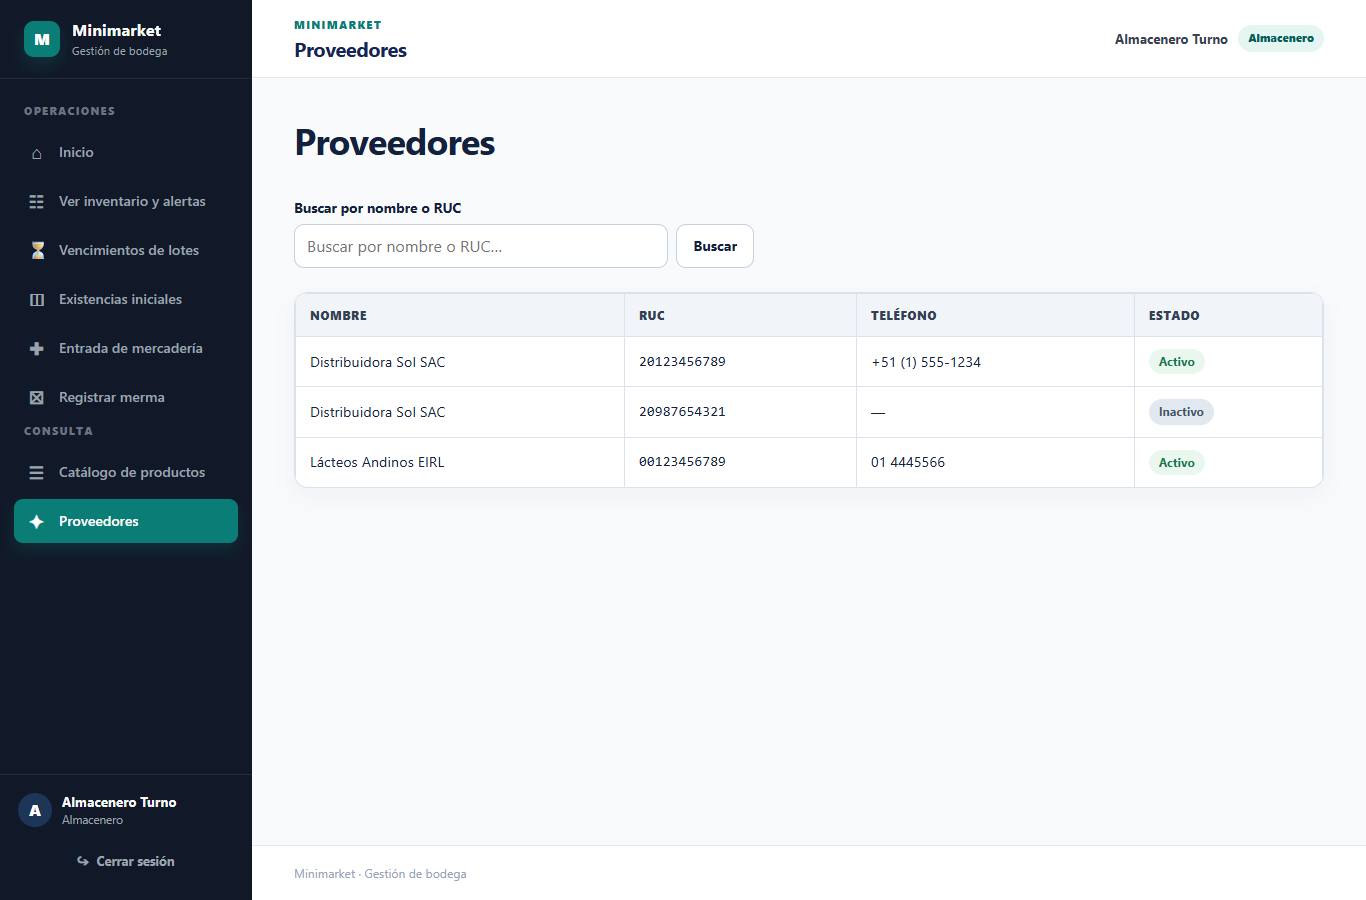 M
Minimarket
Gestión de bodega
OPERACIONES
Inicio
Ver inventario y alertas
Vencimientos de lotes
Existencias iniciales
Entrada de mercadería
Registrar merma
CONSULTA
Catálogo de productos
Proveedores
A
Almacenero Turno
Almacenero
Cerrar sesión
MINIMARKET
Proveedores
Almacenero Turno Almacenero
Proveedores
Buscar por nombre o RUC
Buscar por nombre o RUC... Buscar
NOMBRE RUC TELÉFONO ESTADO
Distribuidora Sol SAC 20123456789 +51 (1) 555-1234 Activo
Distribuidora Sol SAC 20987654321 — Inactivo
Lácteos Andinos EIRL 00123456789 01 4445566 Activo
Minimarket · Gestión de bodega